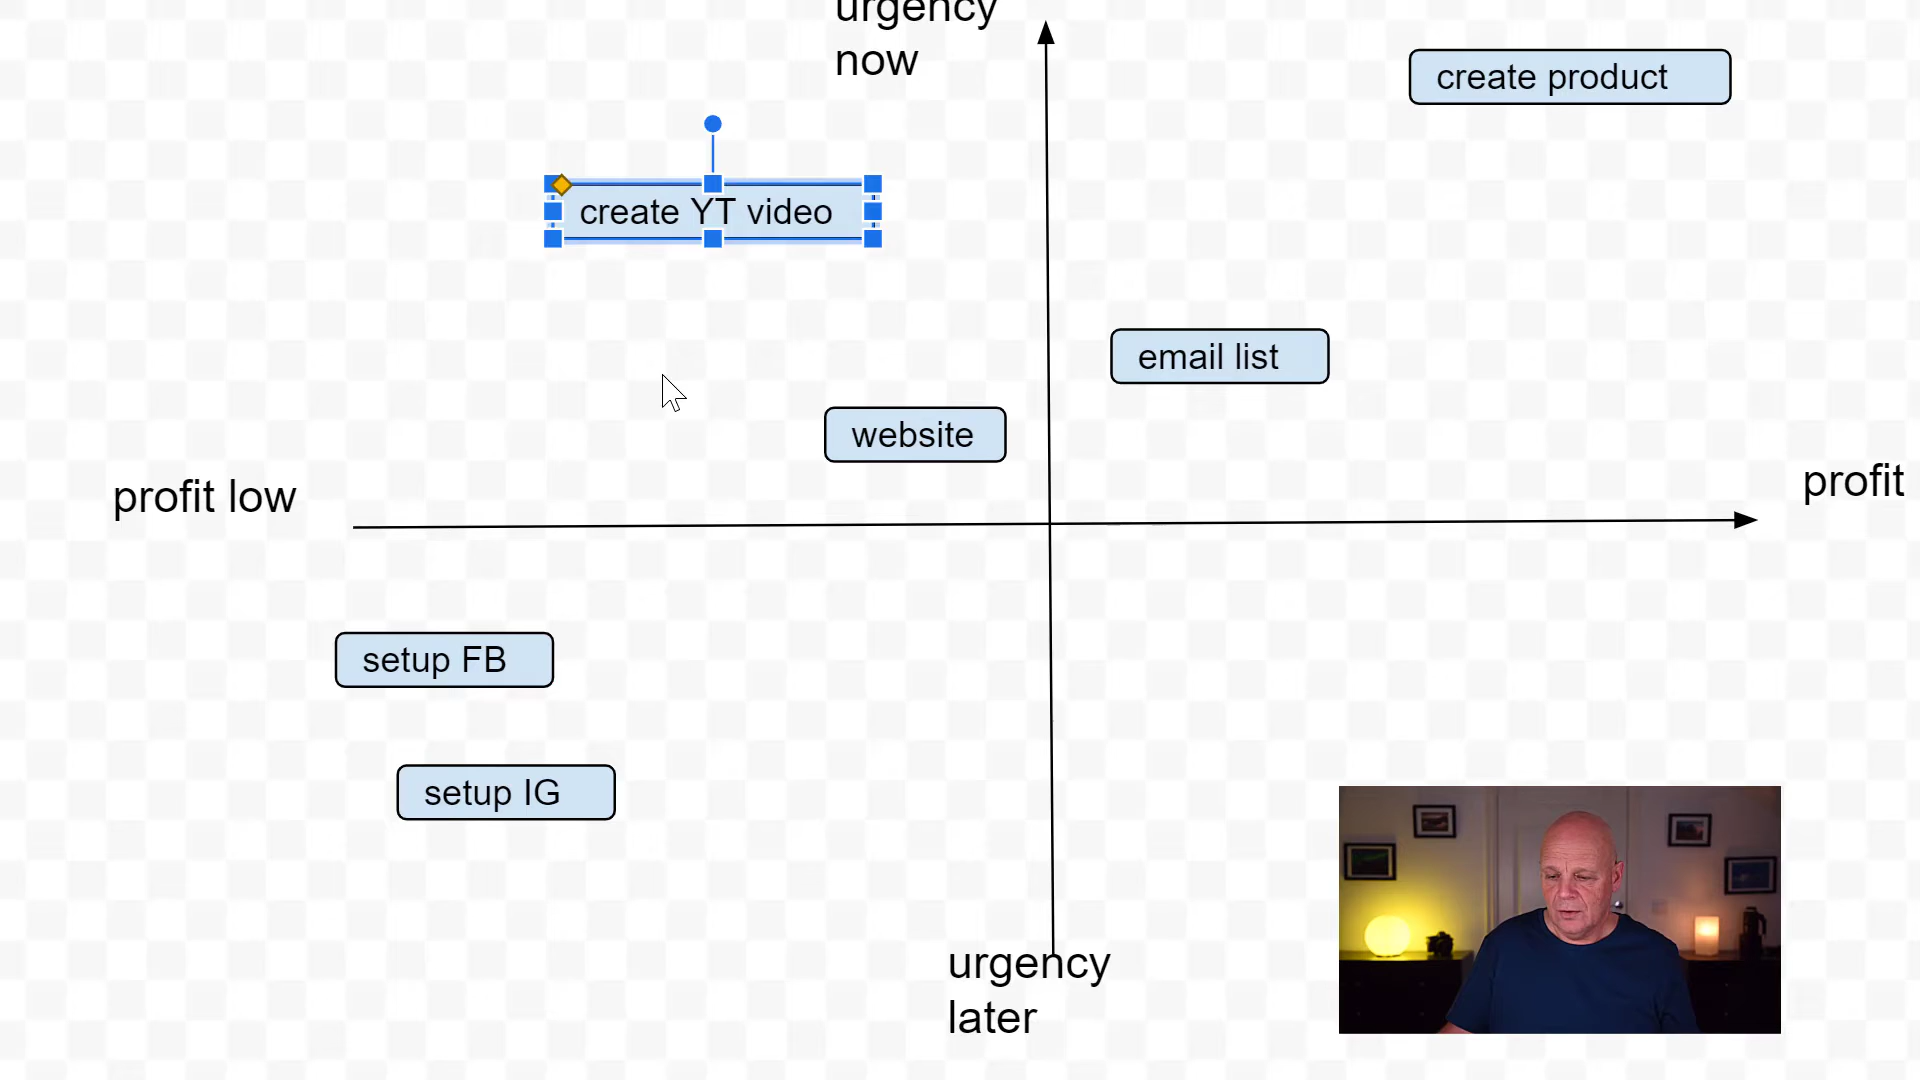 urgency
now
create product
create YT video
email list
website
profit low
profit
setup FB
setup IG
urgency
later